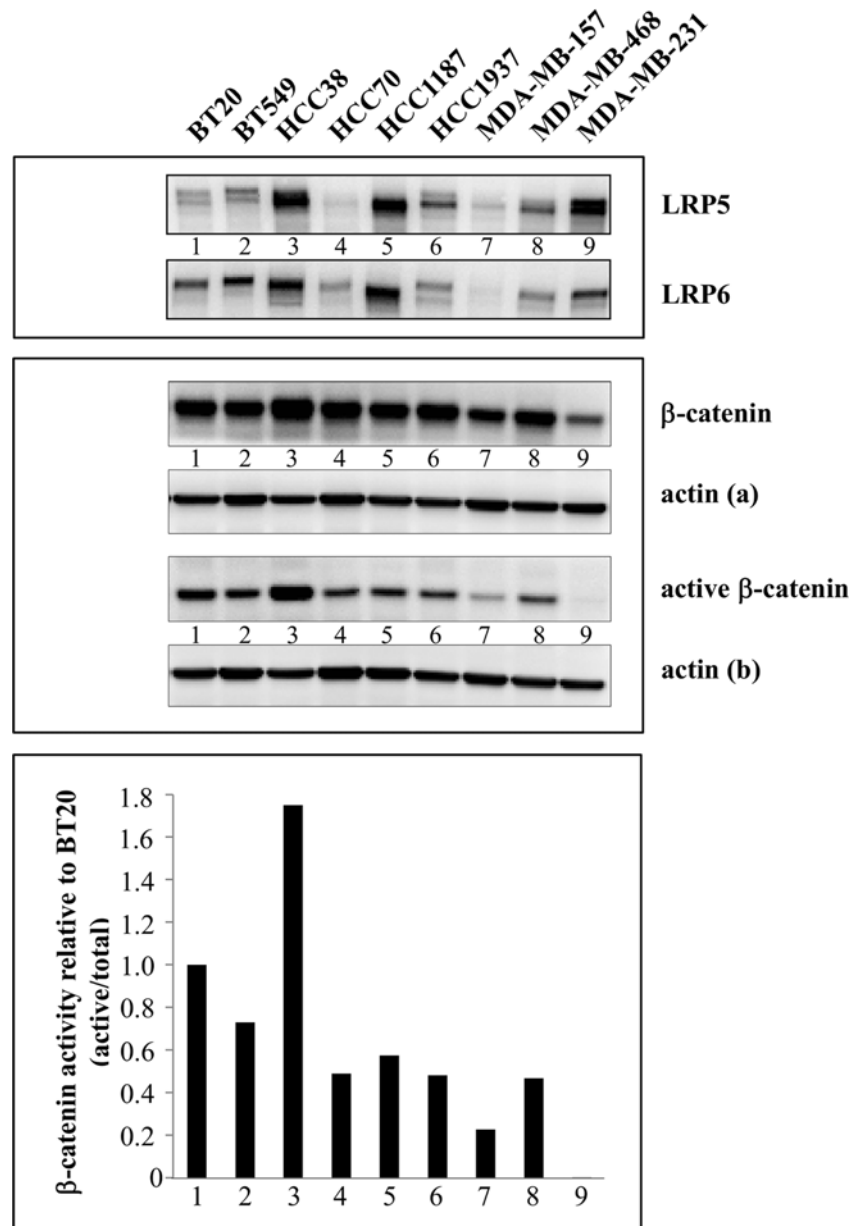 BT20 BT549 HCC38 HCC70 HCC1187 HCC1937 MDA-MB-157 MDA-MB-468 MDA-MB-231
LRP5
1 2 3 4 5 6 7 8 9
LRP6
β-catenin
1 2 3 4 5 6 7 8 9
actin (a)
active β-catenin
1 2 3 4 5 6 7 8 9
actin (b)
β-catenin activity relative to BT20
(active/total)
1.8
1.6
1.4
1.2
1.0
0.8
0.6
0.4
0.2
0
1 2 3 4 5 6 7 8 9